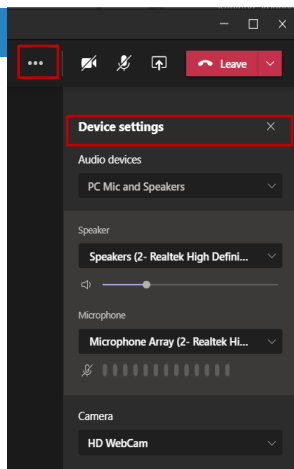 Leave
Device settings
Audio devices
PC Mic and Speakers
Speaker
Speakers (2- Realtek High Defini...
Microphone
Microphone Array (2- Realtek Hi...
Camera
HD WebCam